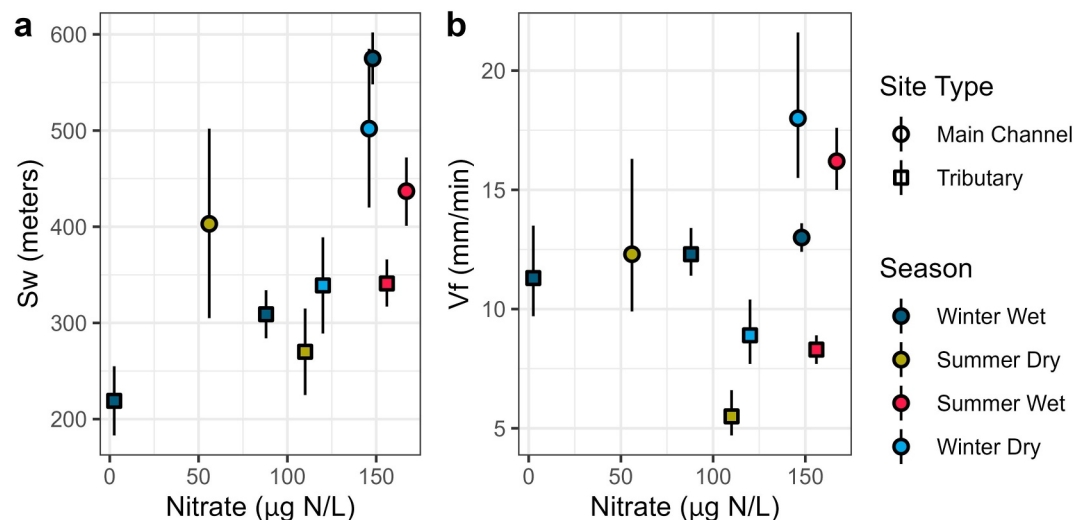 a
600
500
400
300
200
Sw (meters)
0 50 100 150
Nitrate (µg N/L)
b
20
15
10
5
Vf (mm/min)
0 50 100 150
Nitrate (µg N/L)
Site Type
Main Channel
Tributary
Season
Winter Wet
Summer Dry
Summer Wet
Winter Dry